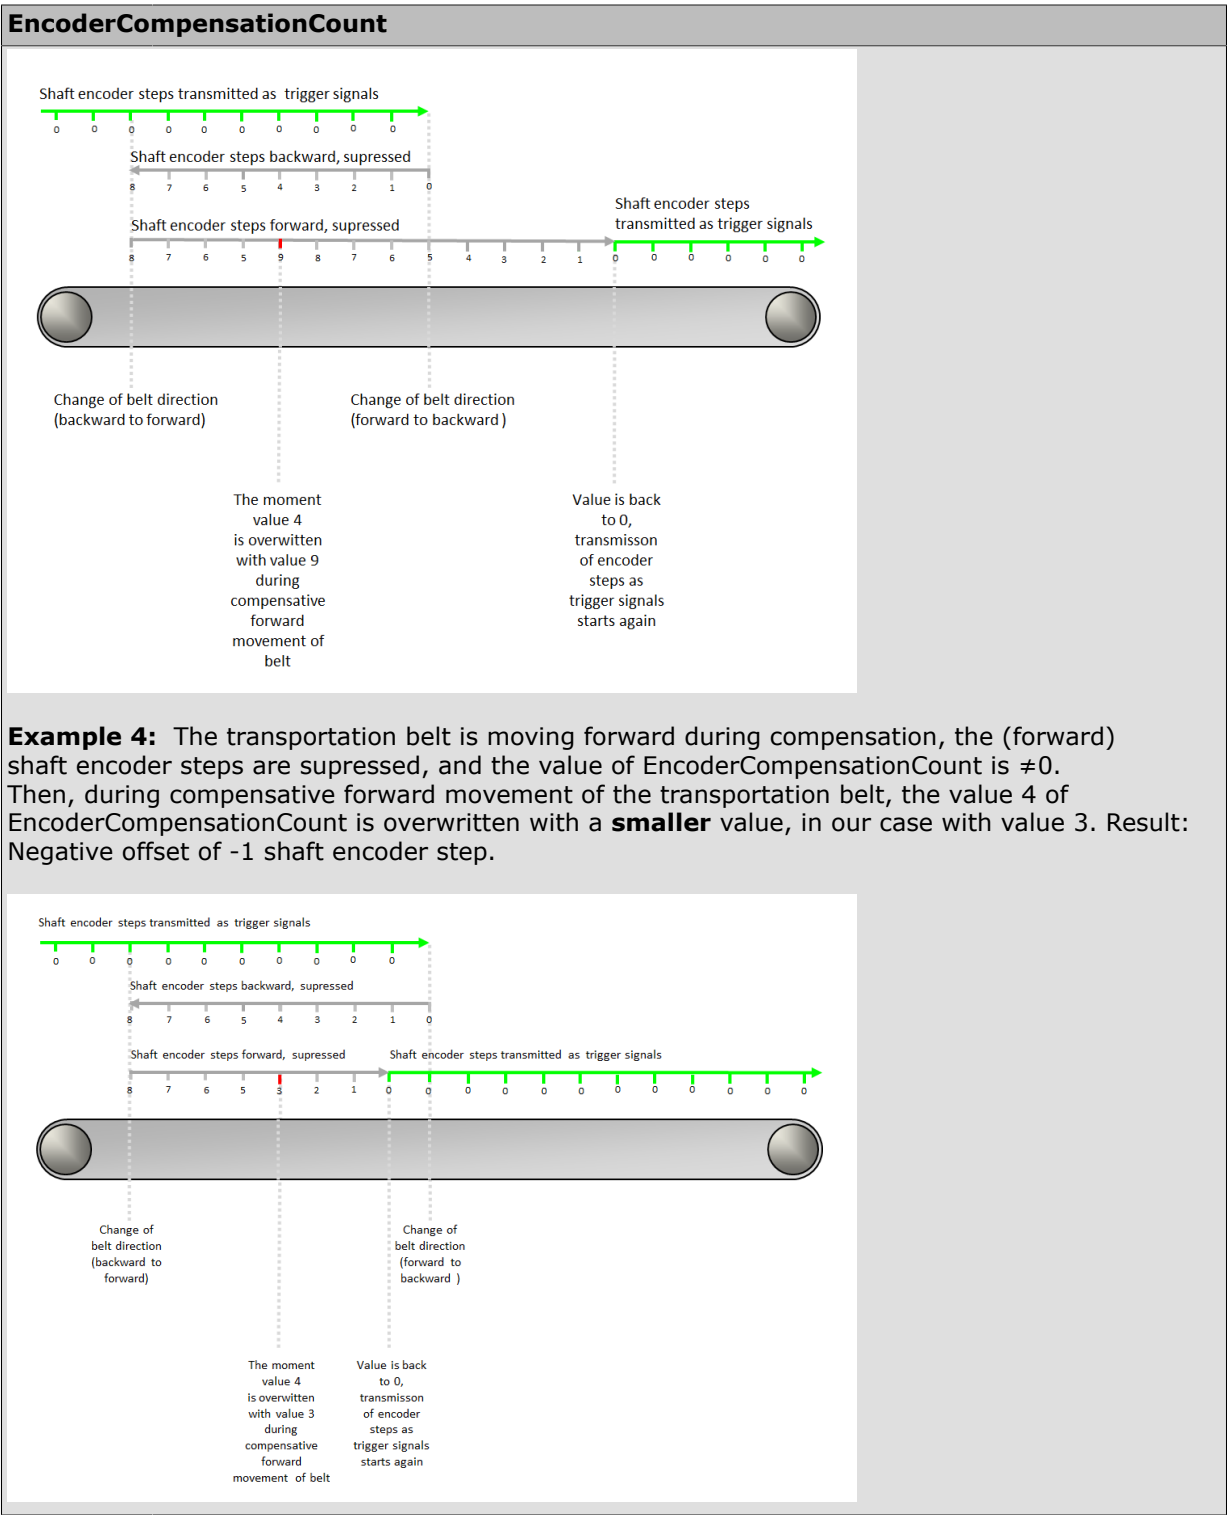 EncoderCompensationCount
Shaft encoder steps transmitted as trigger signals
0 0 0 0 0 0 0 0 0 0
Shaft encoder steps backward, supressed
8 7 6 5 4 3 2 1 0
Shaft encoder steps
transmitted as trigger signals
Shaft encoder steps forward, supressed
8 7 6 5 9 8 7 6 5 4 3 2 1 0 0 0 0 0 0
Change of belt direction
(backward to forward)
Change of belt direction
(forward to backward )
The moment
value 4
is overwitten
with value 9
during
compensative
forward
movement of
belt
Value is back
to 0,
transmisson
of encoder
steps as
trigger signals
starts again
Example 4: The transportation belt is moving forward during compensation, the (forward)
shaft encoder steps are supressed, and the value of EncoderCompensationCount is ≠0.
Then, during compensative forward movement of the transportation belt, the value 4 of
EncoderCompensationCount is overwritten with a smaller value, in our case with value 3. Result:
Negative offset of -1 shaft encoder step.
Shaft encoder steps transmitted as trigger signals
0 0 0 0 0 0 0 0 0 0
Shaft encoder steps backward, supressed
8 7 6 5 4 3 2 1 0
Shaft encoder steps forward, supressed Shaft encoder steps transmitted as trigger signals
8 7 6 5 3 2 1 0 0 0 0 0 0 0 0 0 0 0 0
Change of
belt direction
(backward to
forward)
Change of
belt direction
(forward to
backward )
The moment
value 4
is overwitten
with value 3
during
compensative
forward
movement of belt
Value is back
to 0,
transmisson
of encoder
steps as
trigger signals
starts again